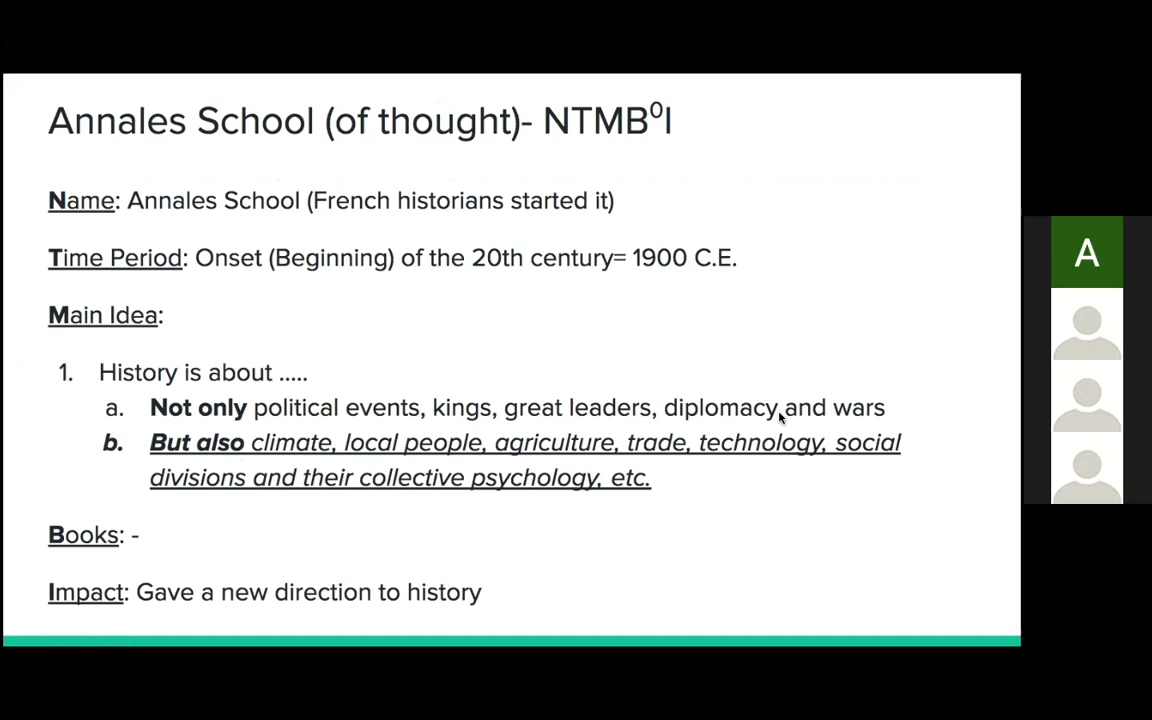 Annales School (of thought)- NTMB⁰I
Name: Annales School (French historians started it)
Time Period: Onset (Beginning) of the 20th century= 1900 C.E.
Main Idea:
1. History is about .....
a. Not only political events, kings, great leaders, diplomacy and wars
b. But also climate, local people, agriculture, trade, technology, social
divisions and their collective psychology, etc.
Books: -
Impact: Gave a new direction to history
A